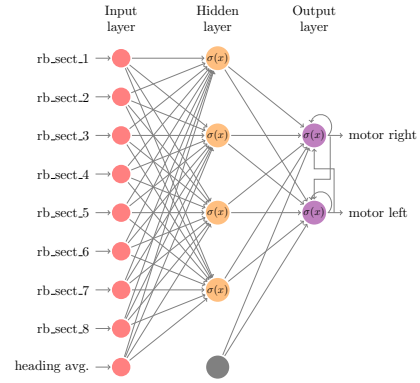 Input
layer
Hidden
layer
Output
layer
rb_sect_1
σ(x)
rb_sect_2
rb_sect_3
σ(x)
σ(x)
motor right
rb_sect_4
rb_sect_5
σ(x)
σ(x)
motor left
rb_sect_6
rb_sect_7
σ(x)
rb_sect_8
heading avg.